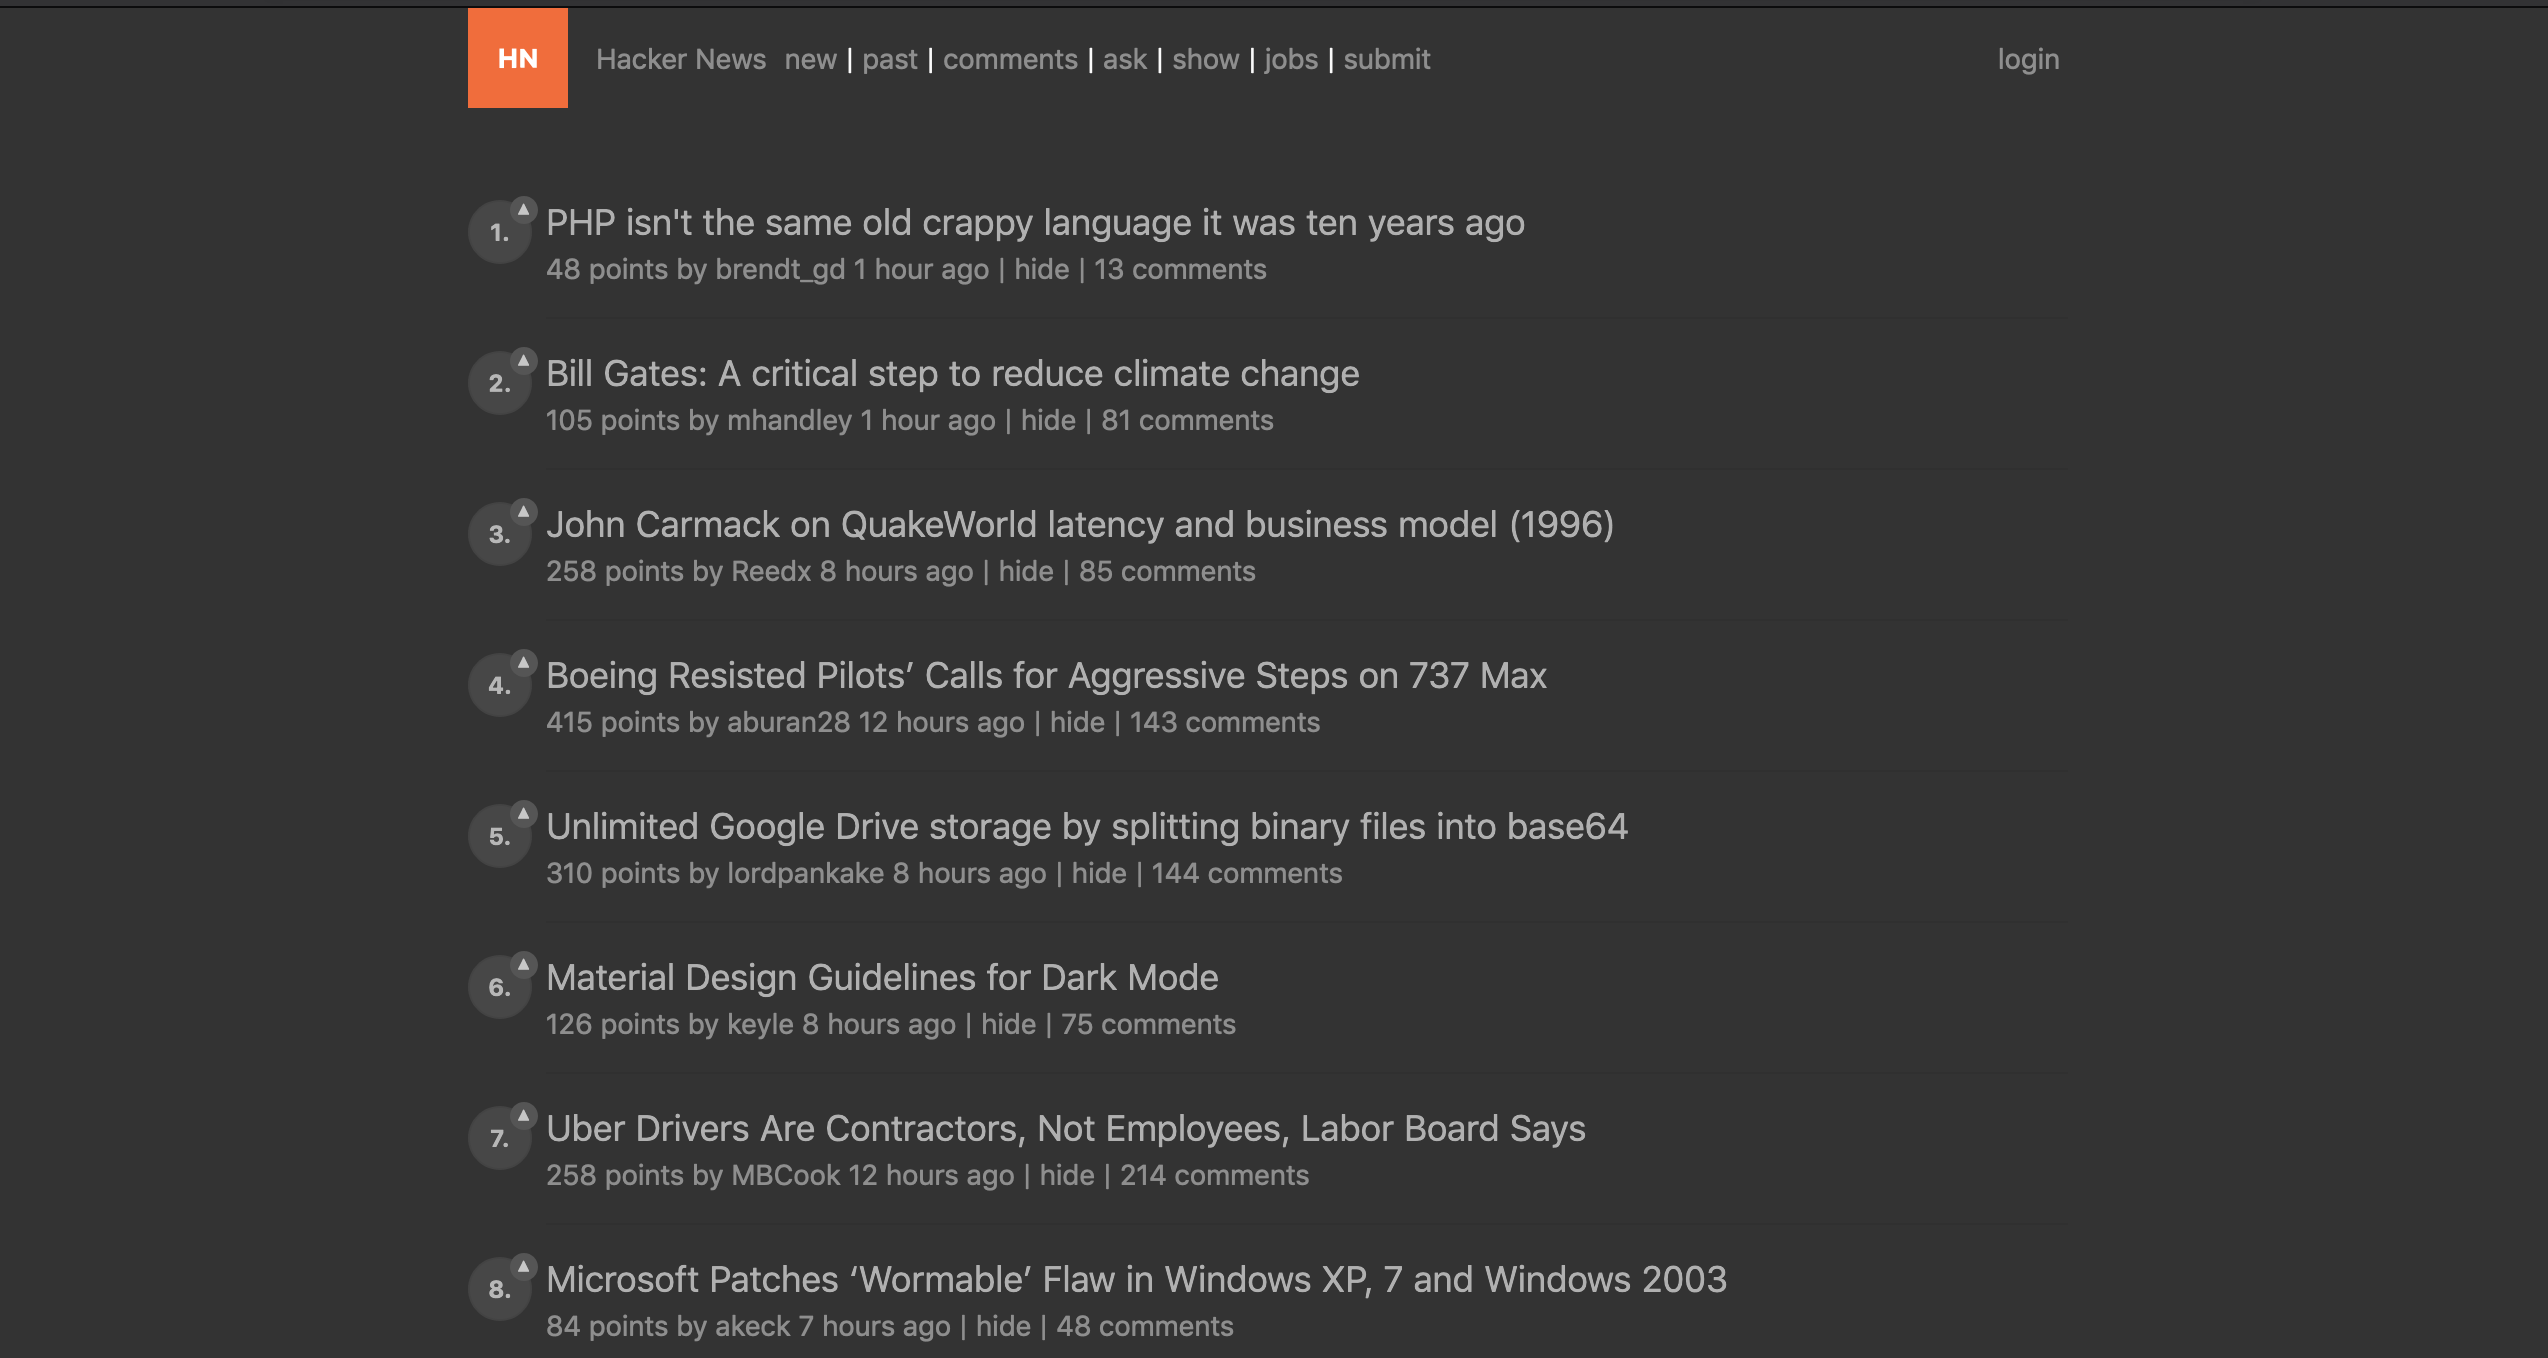 HN Hacker News new | past | comments | ask | show | jobs | submit login
1. ▲ PHP isn't the same old crappy language it was ten years ago
48 points by brendt_gd 1 hour ago | hide | 13 comments
2. ▲ Bill Gates: A critical step to reduce climate change
105 points by mhandley 1 hour ago | hide | 81 comments
3. ▲ John Carmack on QuakeWorld latency and business model (1996)
258 points by Reedx 8 hours ago | hide | 85 comments
4. ▲ Boeing Resisted Pilots’ Calls for Aggressive Steps on 737 Max
415 points by aburan28 12 hours ago | hide | 143 comments
5. ▲ Unlimited Google Drive storage by splitting binary files into base64
310 points by lordpankake 8 hours ago | hide | 144 comments
6. ▲ Material Design Guidelines for Dark Mode
126 points by keyle 8 hours ago | hide | 75 comments
7. ▲ Uber Drivers Are Contractors, Not Employees, Labor Board Says
258 points by MBCook 12 hours ago | hide | 214 comments
8. ▲ Microsoft Patches ‘Wormable’ Flaw in Windows XP, 7 and Windows 2003
84 points by akeck 7 hours ago | hide | 48 comments